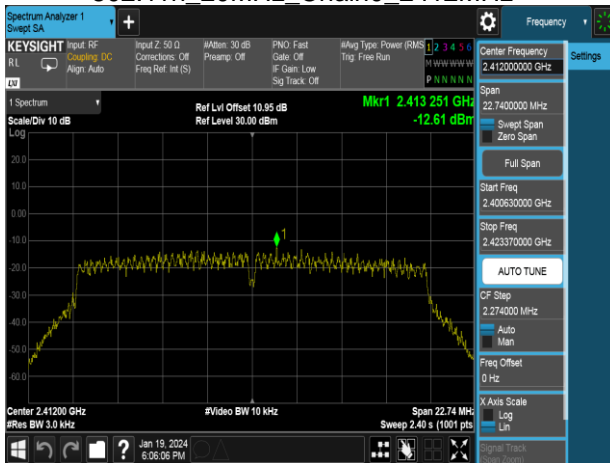 Spectrum Analyzer 1
Swept SA
+
Frequency
KEYSIGHT
RL
LXI
Input: RF
Coupling: DC
Align: Auto
Input Z: 50 Ω
Corrections: Off
Freq Ref: Int (S)
#Atten: 30 dB
Preamp: Off
PNO: Fast
Gate: Off
IF Gain: Low
Sig Track: Off
#Avg Type: Power (RMS
Trig: Free Run
1 2 3 4 5 6
M W W W W W
P N N N N N
Center Frequency
2.412000000 GHz
Settings
Span
22.7400000 MHz
Swept Span
Zero Span
Full Span
Start Freq
2.400630000 GHz
Stop Freq
2.423370000 GHz
AUTO TUNE
CF Step
2.274000 MHz
Auto
Man
Freq Offset
0 Hz
X Axis Scale
Log
Lin
Signal Track
(Span Zoom)
1 Spectrum
Scale/Div 10 dB
Log
Ref Lvl Offset 10.95 dB
Ref Level 30.00 dBm
Mkr1 2.413 251 GHz
-12.61 dBm
1
20.0
10.0
0.00
-10.0
-20.0
-30.0
-40.0
-50.0
-60.0
Center 2.41200 GHz
#Res BW 3.0 kHz
#Video BW 10 kHz
Span 22.74 MHz
Sweep 2.40 s (1001 pts
?
Jan 19, 2024
6:06:06 PM